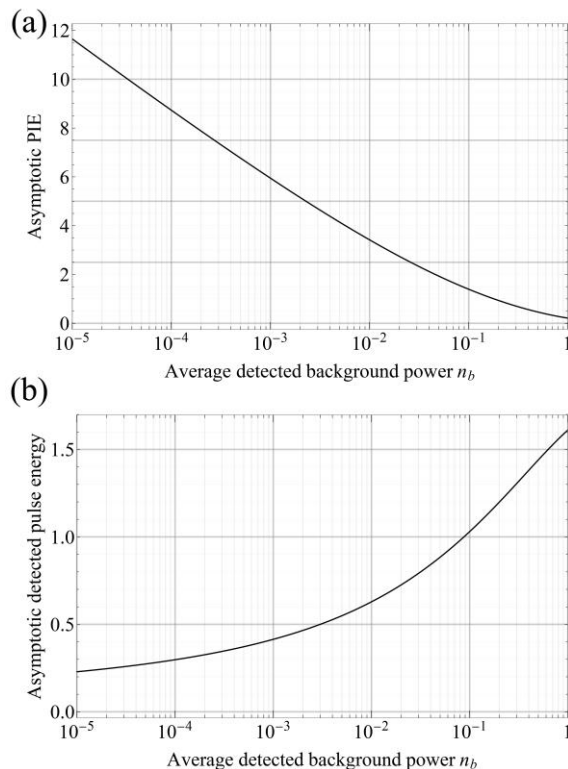 (a)
12
10
8
6
4
2
0
Asymptotic PIE
10⁻⁵ 10⁻⁴ 10⁻³ 10⁻² 10⁻¹ 1
Average detected background power n_b
(b)
1.5
1.0
0.5
0.0
Asymptotic detected pulse energy
10⁻⁵ 10⁻⁴ 10⁻³ 10⁻² 10⁻¹ 1
Average detected background power n_b